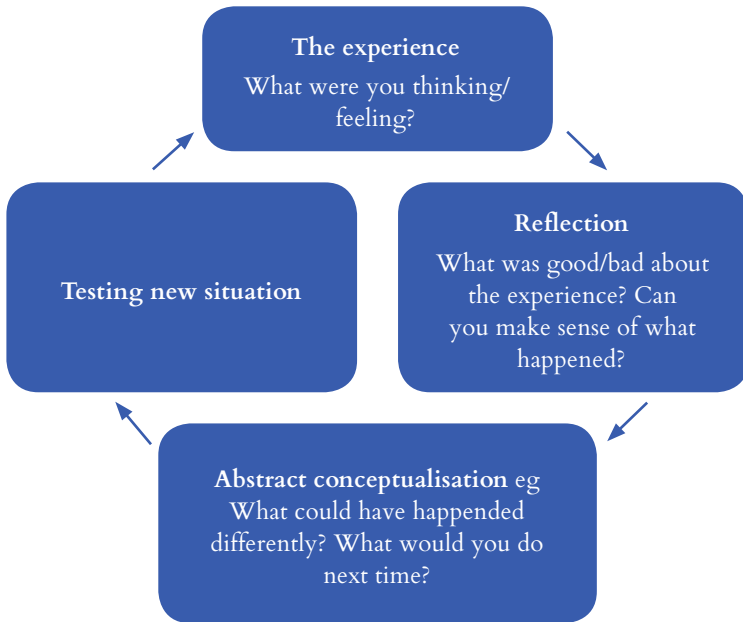 The experience
What were you thinking/
feeling?
Reflection
What was good/bad about
the experience? Can
you make sense of what
happened?
Abstract conceptualisation eg
What could have happended
differently? What would you do
next time?
Testing new situation